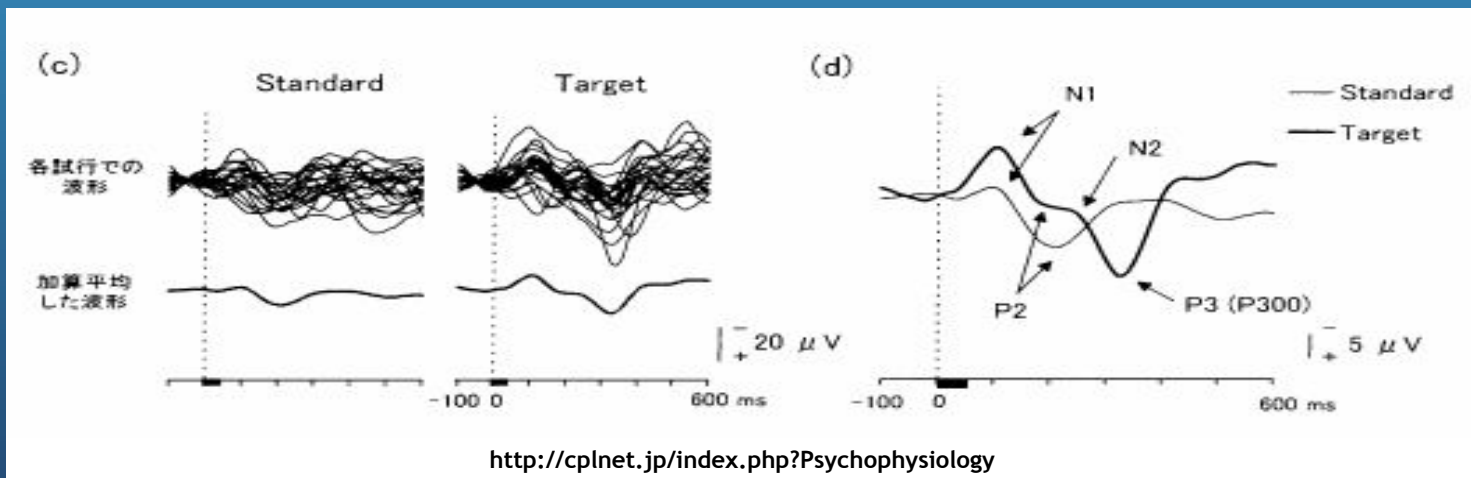 (c)
Standard
Target
各試行での
波形
加算平均
した波形
-
+ 20 μV
-100 0
600 ms
(d)
Standard
Target
N1
N2
P2
P3 (P300)
-
+ 5 μV
-100
0
600 ms
http://cplnet.jp/index.php?Psychophysiology